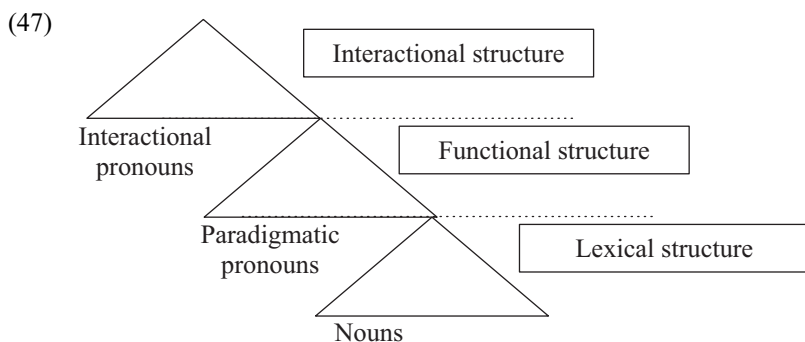 (47)
Interactional structure
Interactional
pronouns
Functional structure
Paradigmatic
pronouns
Lexical structure
Nouns